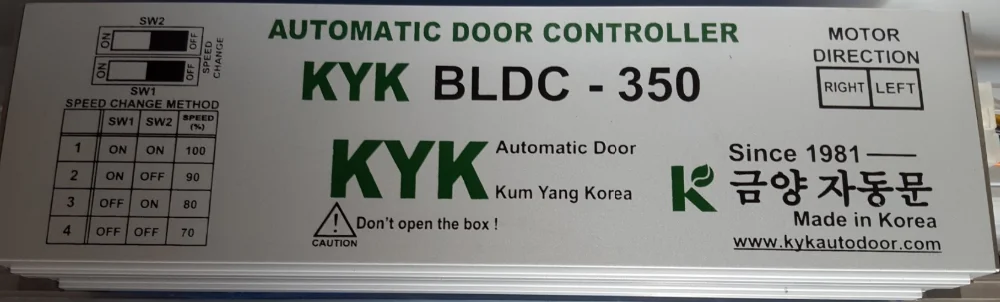 SW2
ON OFF
ON OFF
SPEED CHANGE
SW1
SPEED CHANGE METHOD
SW1 SW2 SPEED (%)
1 ON ON 100
2 ON OFF 90
3 OFF ON 80
4 OFF OFF 70
AUTOMATIC DOOR CONTROLLER
KYK BLDC - 350
MOTOR
DIRECTION
RIGHT LEFT
KYK Automatic Door
Kum Yang Korea
Don't open the box !
CAUTION
Since 1981
K 금양 자동문
Made in Korea
www.kykautodoor.com